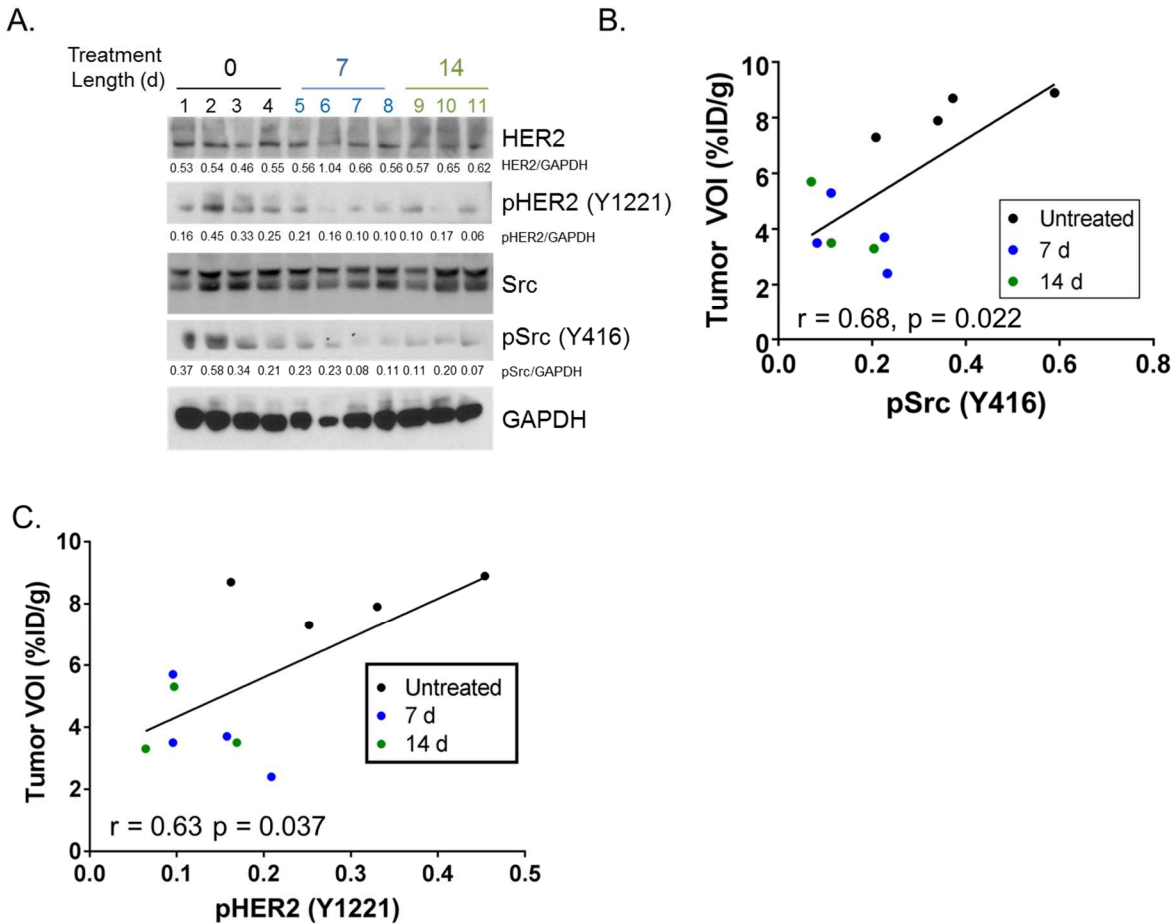 A.
Treatment
Length (d)
0 7 14
1 2 3 4 5 6 7 8 9 10 11
HER2
0.53 0.54 0.46 0.55 0.56 1.04 0.66 0.56 0.57 0.65 0.62 HER2/GAPDH
pHER2 (Y1221)
0.16 0.45 0.33 0.25 0.21 0.16 0.10 0.10 0.10 0.17 0.06 pHER2/GAPDH
Src
pSrc (Y416)
0.37 0.58 0.34 0.21 0.23 0.23 0.08 0.11 0.11 0.20 0.07 pSrc/GAPDH
GAPDH
B.
Tumor VOI (%ID/g)
10
8
6
4
2
0
Untreated
7 d
14 d
r = 0.68, p = 0.022
0.0 0.2 0.4 0.6 0.8
pSrc (Y416)
C.
Tumor VOI (%ID/g)
10
8
6
4
2
0
Untreated
7 d
14 d
r = 0.63 p = 0.037
0.0 0.1 0.2 0.3 0.4 0.5
pHER2 (Y1221)